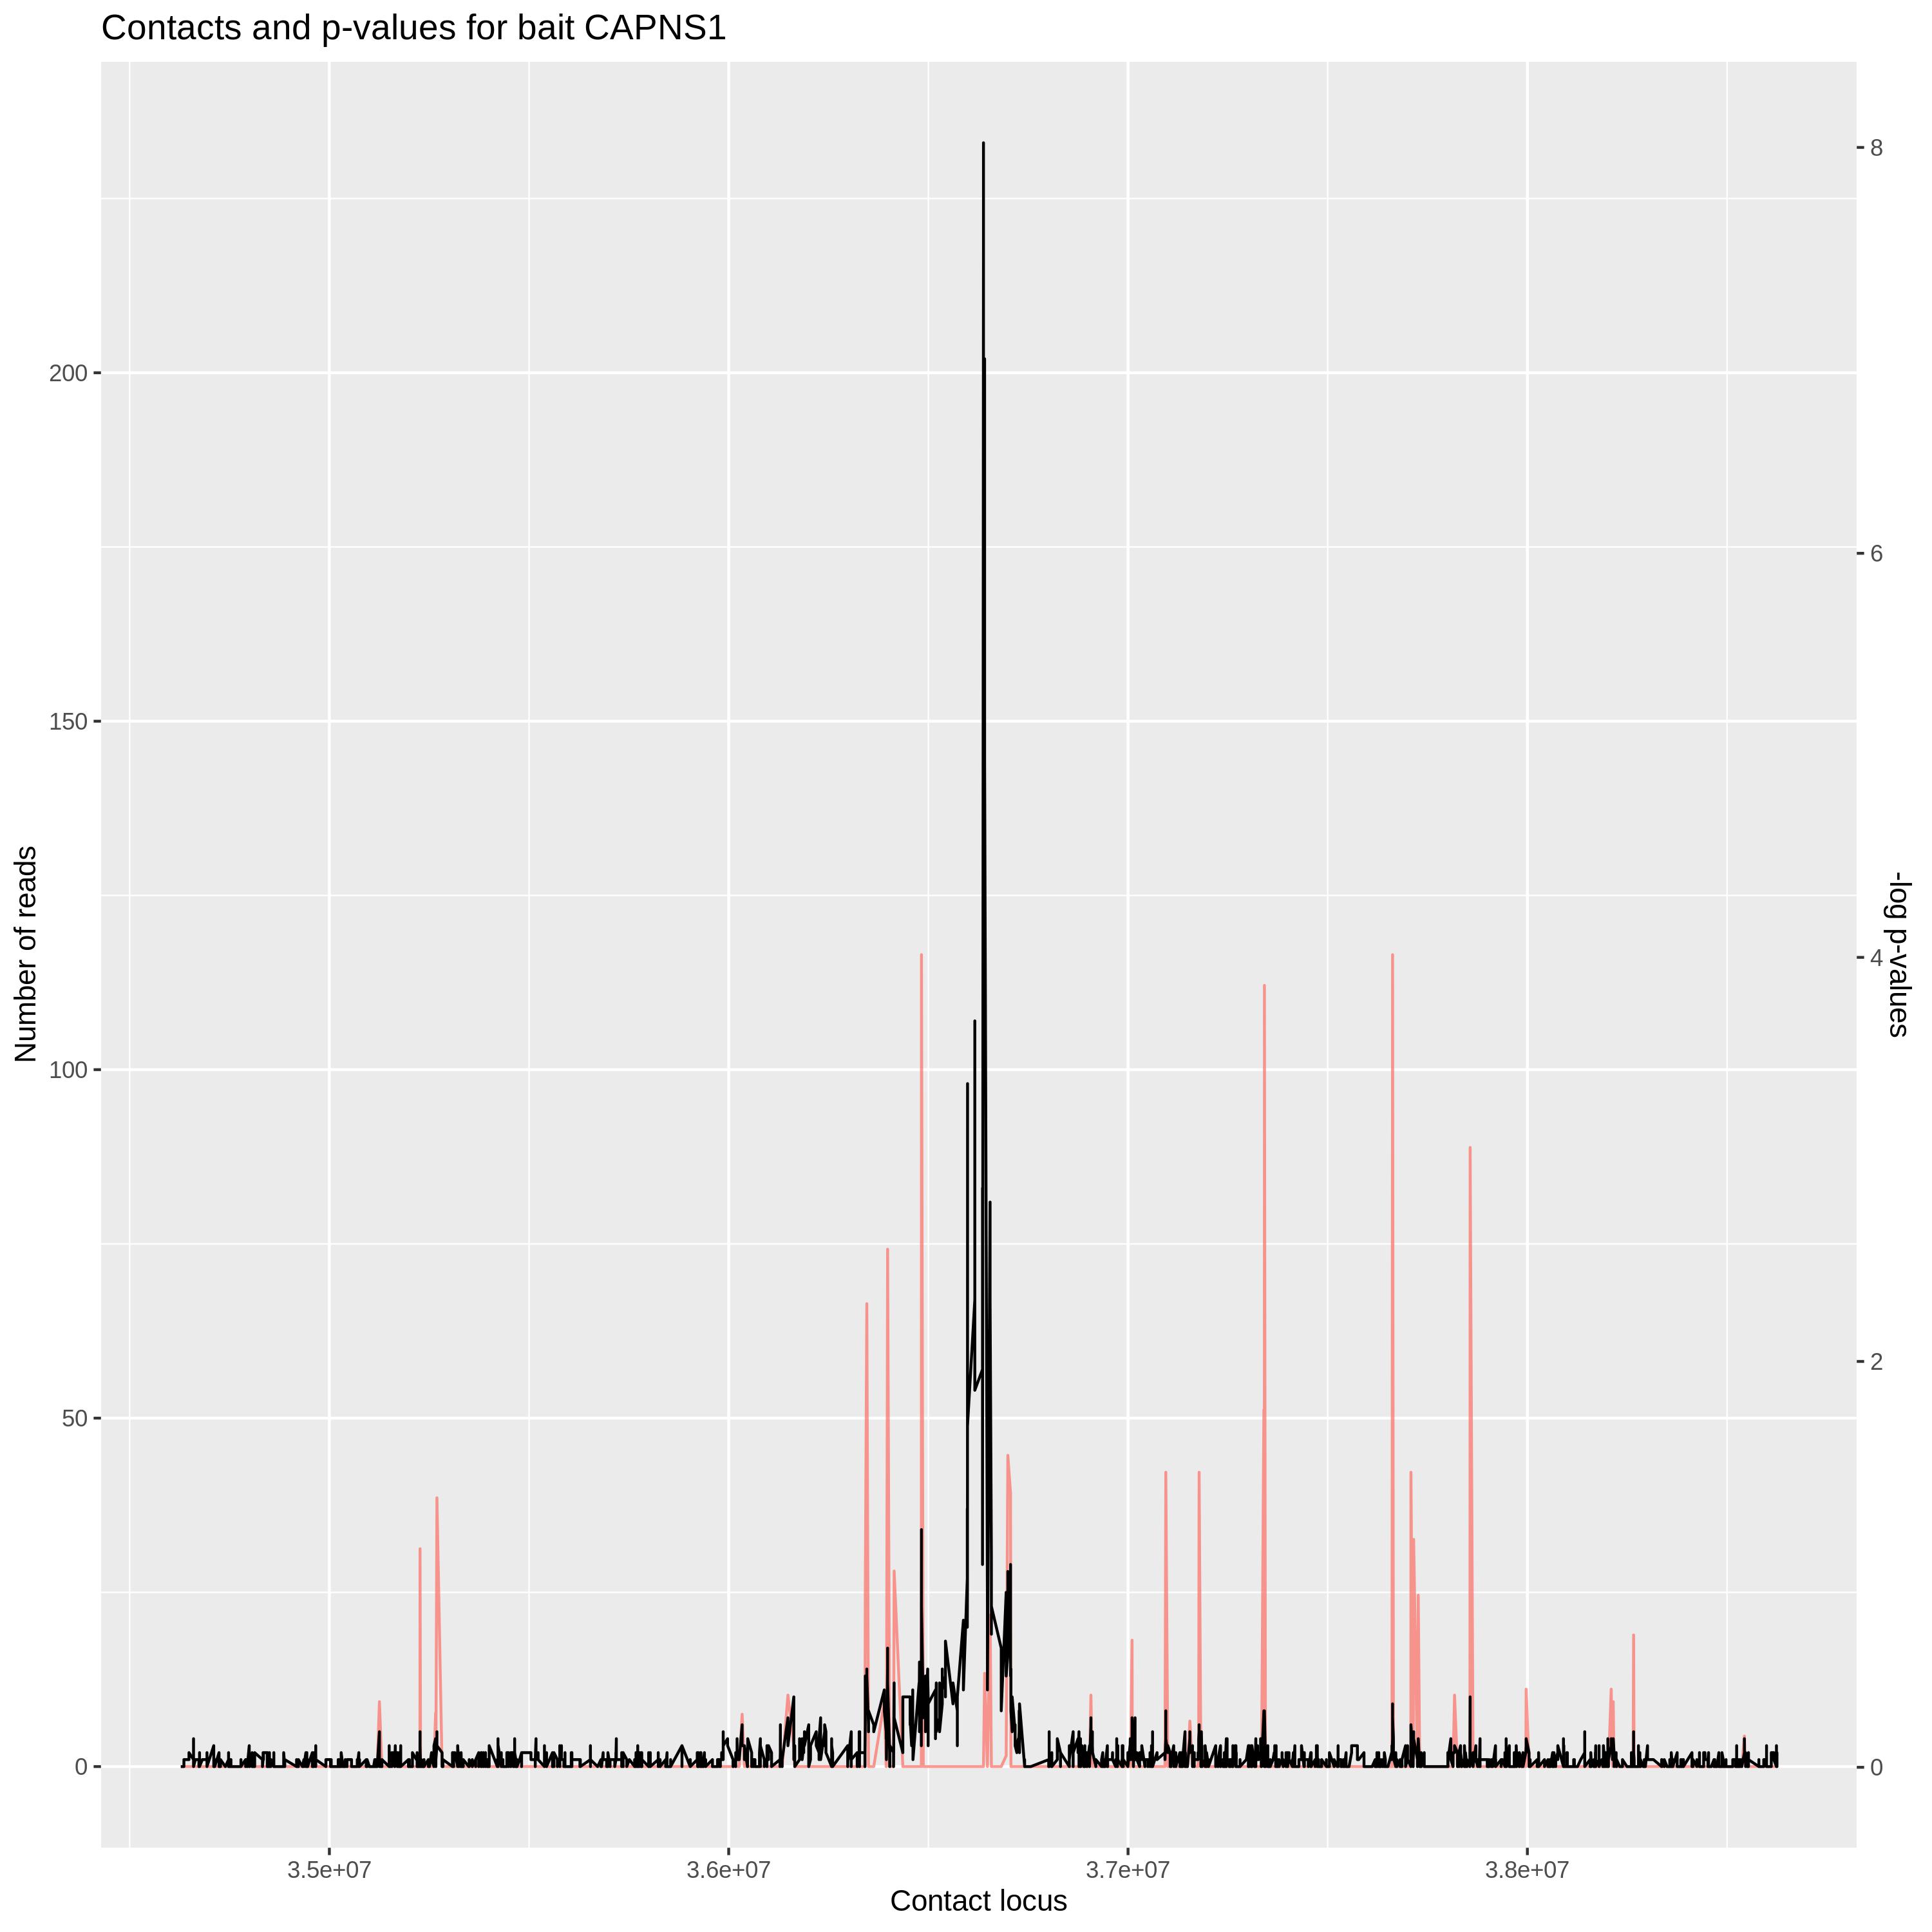 Contacts and p-values for bait CAPNS1
8
200
6
150
Number of reads
-log p-values
4
100
2
50
0
0
3.5e+07
3.6e+07
3.7e+07
3.8e+07
Contact locus